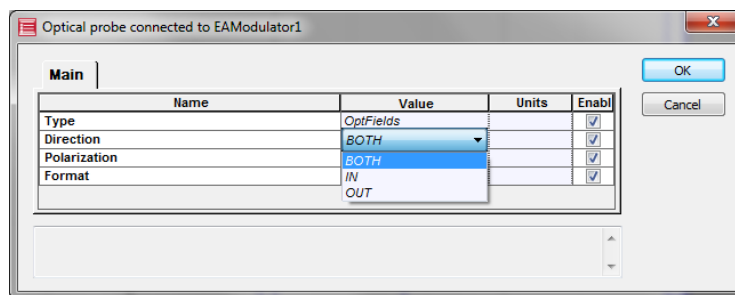 Optical probe connected to EAModulator1
Main
OK
Cancel
Name Value Units Enabl
Type OptFields
Direction BOTH
Polarization BOTH
Format IN
OUT